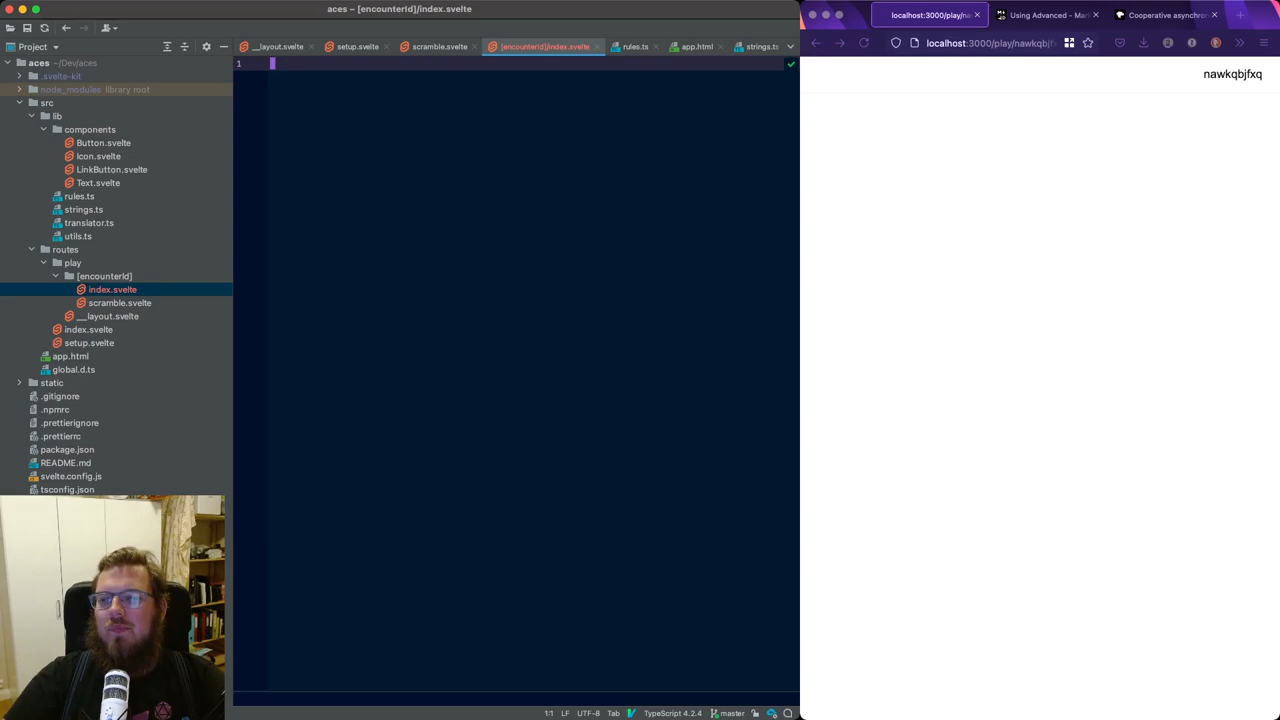 aces – [encounterId]/index.svelte
Project
__layout.svelte
setup.svelte
scramble.svelte
[encounterId]/index.svelte
rules.ts
app.html
strings.ts
aces ~/Dev/aces
.svelte-kit
node_modules library root
src
lib
components
Button.svelte
Icon.svelte
LinkButton.svelte
Text.svelte
rules.ts
strings.ts
translator.ts
utils.ts
routes
play
[encounterId]
index.svelte
scramble.svelte
__layout.svelte
index.svelte
setup.svelte
app.html
global.d.ts
static
.gitignore
.npmrc
.prettierignore
.prettierrc
package.json
README.md
svelte.config.js
tsconfig.json
1
1:1 LF UTF-8 Tab TypeScript 4.2.4 master
localhost:3000/play/na
Using Advanced - Mar
Cooperative asynchron
localhost:3000/play/nawkqbjf
nawkqbjfxq